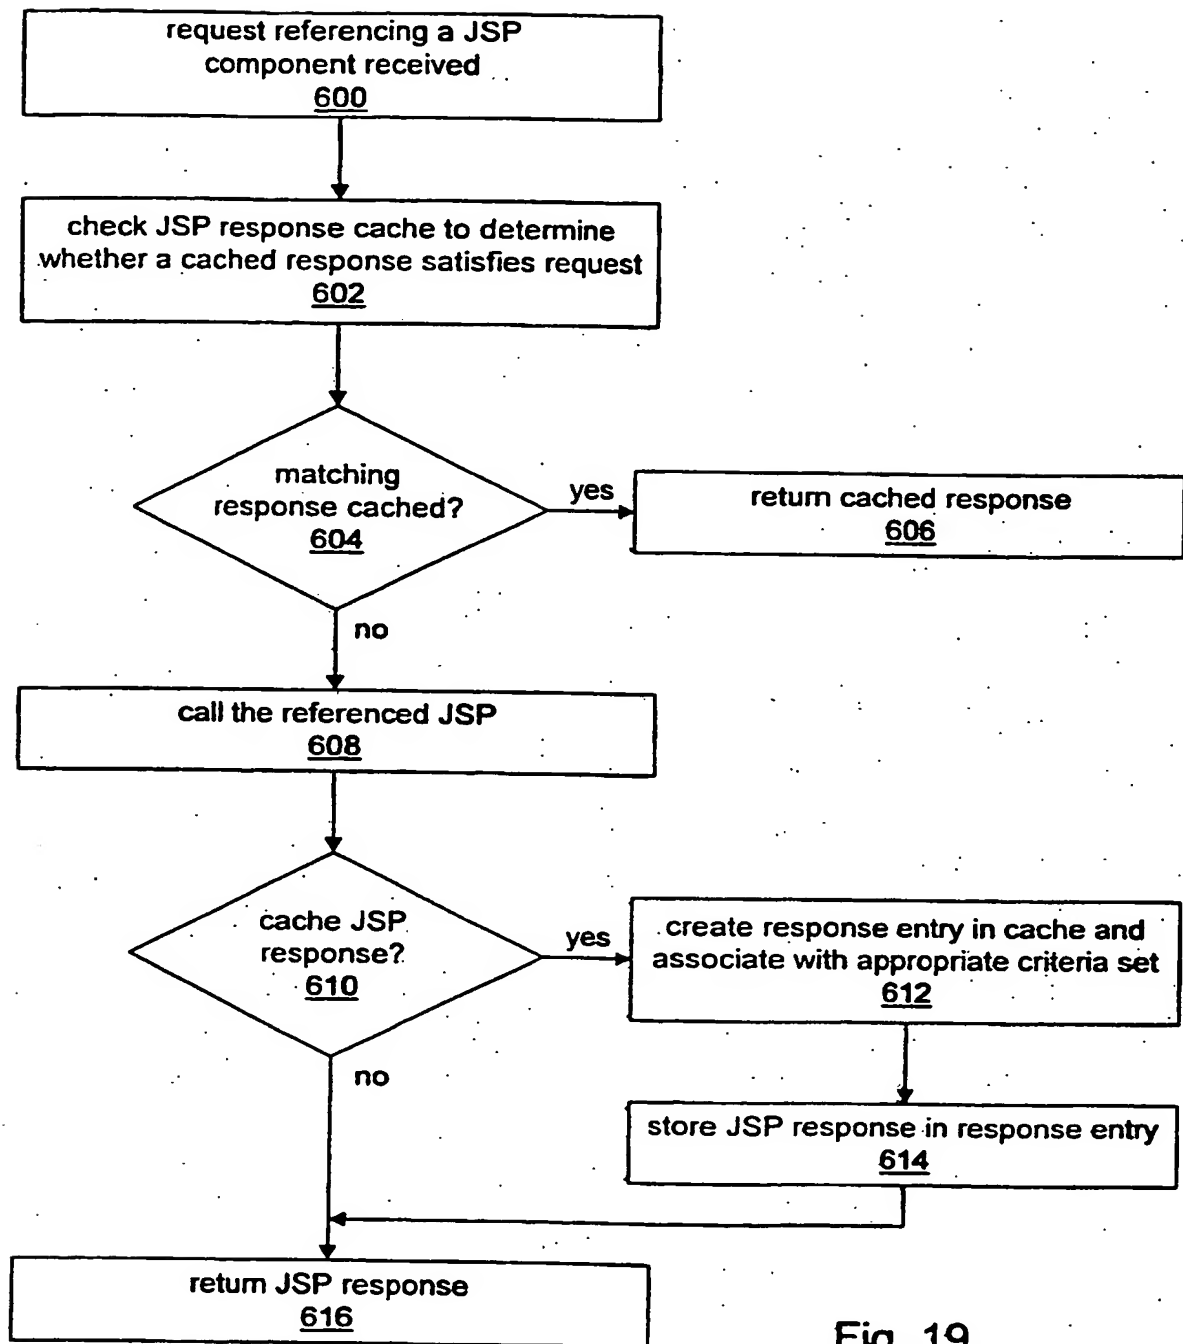 request referencing a JSP
component received
600
check JSP response cache to determine
whether a cached response satisfies request
602
matching
response cached?
604
yes
return cached response
606
no
call the referenced JSP
608
cache JSP
response?
610
yes
create response entry in cache and
associate with appropriate criteria set
612
no
store JSP response in response entry
614
return JSP response
616
Fig. 19